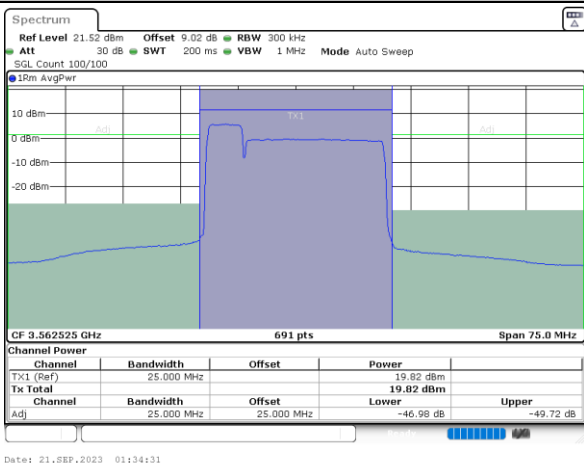 Spectrum
Ref Level 21.52 dBm Offset 9.02 dB RBW 300 kHz
Att 30 dB SWT 200 ms VBW 1 MHz Mode Auto Sweep
SGL Count 100/100
1Rm AvgPwr
TX1
10 dBm
Adj Adj
0 dBm
-10 dBm
-20 dBm
CF 3.562525 GHz 691 pts Span 75.0 MHz
Channel Power
Channel Bandwidth Offset Power
TX1 (Ref) 25.000 MHz 19.82 dBm
Tx Total 19.82 dBm
Channel Bandwidth Offset Lower Upper
Adj 25.000 MHz 25.000 MHz -46.98 dB -49.72 dB
Date: 21.SEP.2023 01:34:31